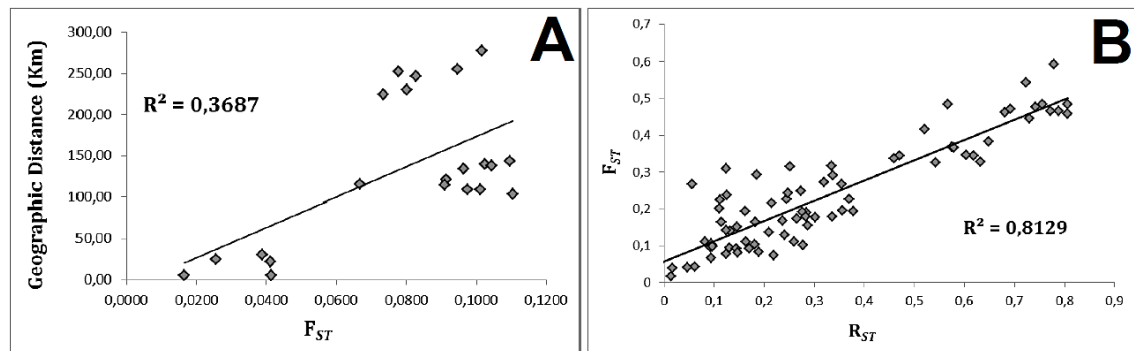 A
Geographic Distance (Km)
300,00
250,00
200,00
150,00
100,00
50,00
0,00
R² = 0,3687
0,0000 0,0200 0,0400 0,0600 0,0800 0,1000 0,1200
F_ST
B
F_ST
0,7
0,6
0,5
0,4
0,3
0,2
0,1
0
R² = 0,8129
0 0,1 0,2 0,3 0,4 0,5 0,6 0,7 0,8 0,9
R_ST